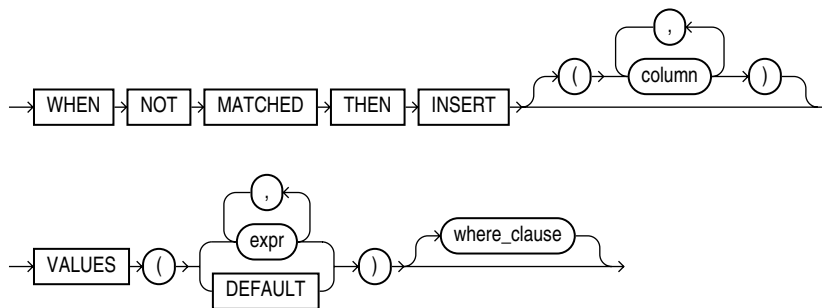 ,
WHEN NOT MATCHED THEN INSERT ( column )
,
VALUES ( expr ) where_clause
DEFAULT